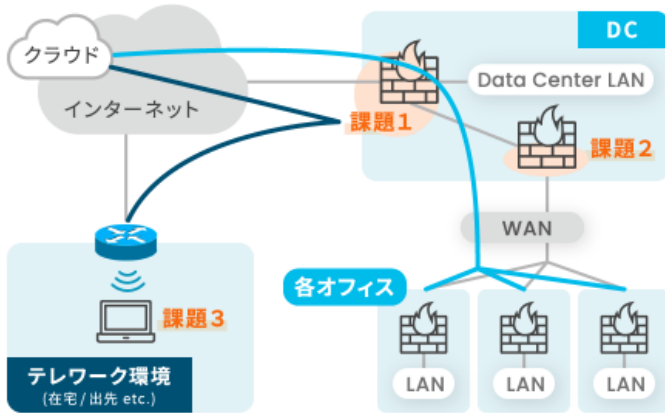 クラウド
インターネット
DC
Data Center LAN
課題1
課題2
WAN
各オフィス
課題3
テレワーク環境
(在宅/出先 etc.)
LAN
LAN
LAN